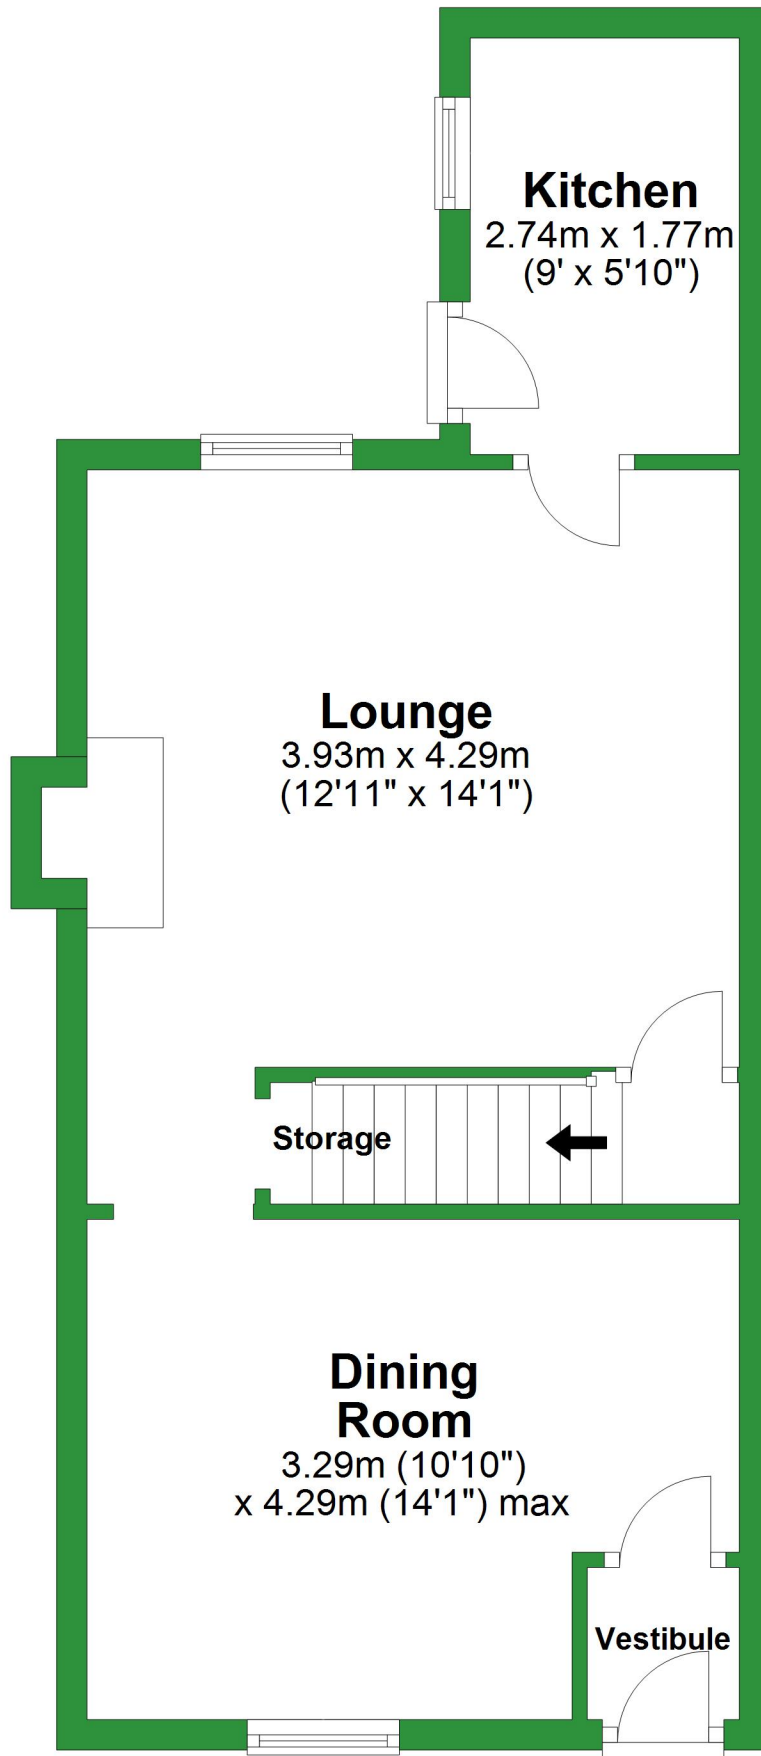 Kitchen
2.74m x 1.77m
(9' x 5'10")
Lounge
3.93m x 4.29m
(12'11" x 14'1")
Storage
Dining
Room
3.29m (10'10")
x 4.29m (14'1") max
Vestibule